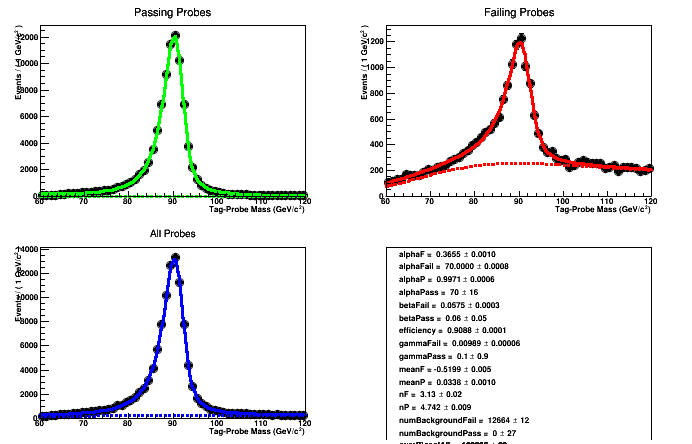 Passing Probes
Events / ( 1 GeV/c² )
12000
10000
8000
6000
4000
2000
0
60 70 80 90 100 110 120
Tag-Probe Mass (GeV/c²)
Failing Probes
Events / ( 1 GeV/c² )
1200
1000
800
600
400
200
0
60 70 80 90 100 110 120
Tag-Probe Mass (GeV/c²)
All Probes
Events / ( 1 GeV/c² )
14000
12000
10000
8000
6000
4000
2000
0
60 70 80 90 100 110 120
Tag-Probe Mass (GeV/c²)
alphaF = 0.3655 ± 0.0010
alphaFail = 70.0000 ± 0.0008
alphaP = 0.9971 ± 0.0006
alphaPass = 70 ± 16
betaFail = 0.0575 ± 0.0003
betaPass = 0.06 ± 0.05
efficiency = 0.9088 ± 0.0001
gammaFail = 0.00989 ± 0.00006
gammaPass = 0.1 ± 0.9
meanF = -0.5199 ± 0.005
meanP = 0.0338 ± 0.0010
nF = 3.13 ± 0.02
nP = 4.742 ± 0.009
numBackgroundFail = 12664 ± 12
numBackgroundPass = 0 ± 27